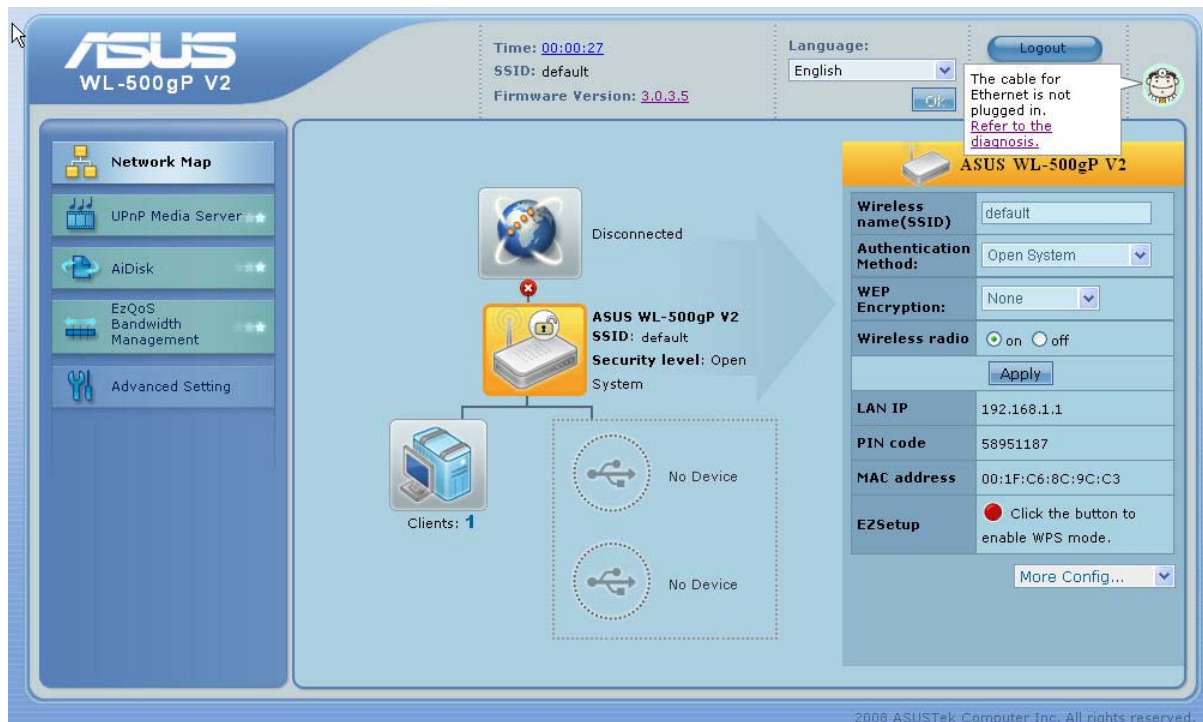 ASUS
WL-500gP V2
Time: 00:00:27
SSID: default
Firmware Version: 3.0.3.5
Language:
English
Ok
Logout
The cable for
Ethernet is not
plugged in.
Refer to the
diagnosis.
Network Map
UPnP Media Server
AiDisk
EzQoS
Bandwidth
Management
Advanced Setting
Disconnected
ASUS WL-500gP V2
SSID: default
Security level: Open
System
Clients: 1
No Device
No Device
ASUS WL-500gP V2
Wireless
name(SSID)
default
Authentication
Method:
Open System
WEP
Encryption:
None
Wireless radio
on off
Apply
LAN IP
192.168.1.1
PIN code
58951187
MAC address
00:1F:C6:8C:9C:C3
EZSetup
Click the button to
enable WPS mode.
More Config...
2008 ASUSTek Computer Inc. All rights reserved.